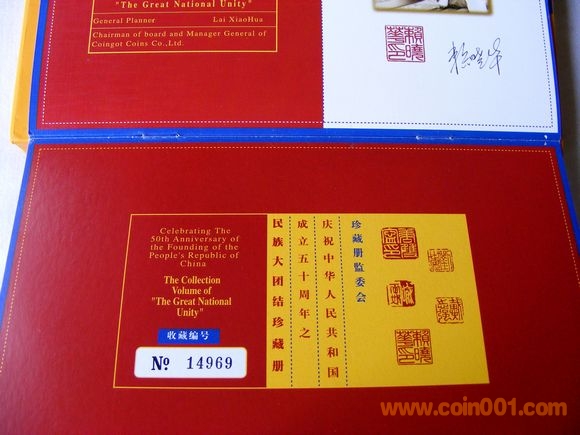 "The Great National Unity"
General Planner Lai XiaoHua
Chairman of board and Manager General of
Coingot Coins Co.,Ltd.
Celebrating The
50th Anniversary of
the Founding of the
People's Republic of
China
The Collection
Volume of
"The Great National
Unity"
收藏编号
№ 14969
珍藏册监委会
庆祝中华人民共和国
成立五十周年之
民族大团结珍藏册
www.coin001.com